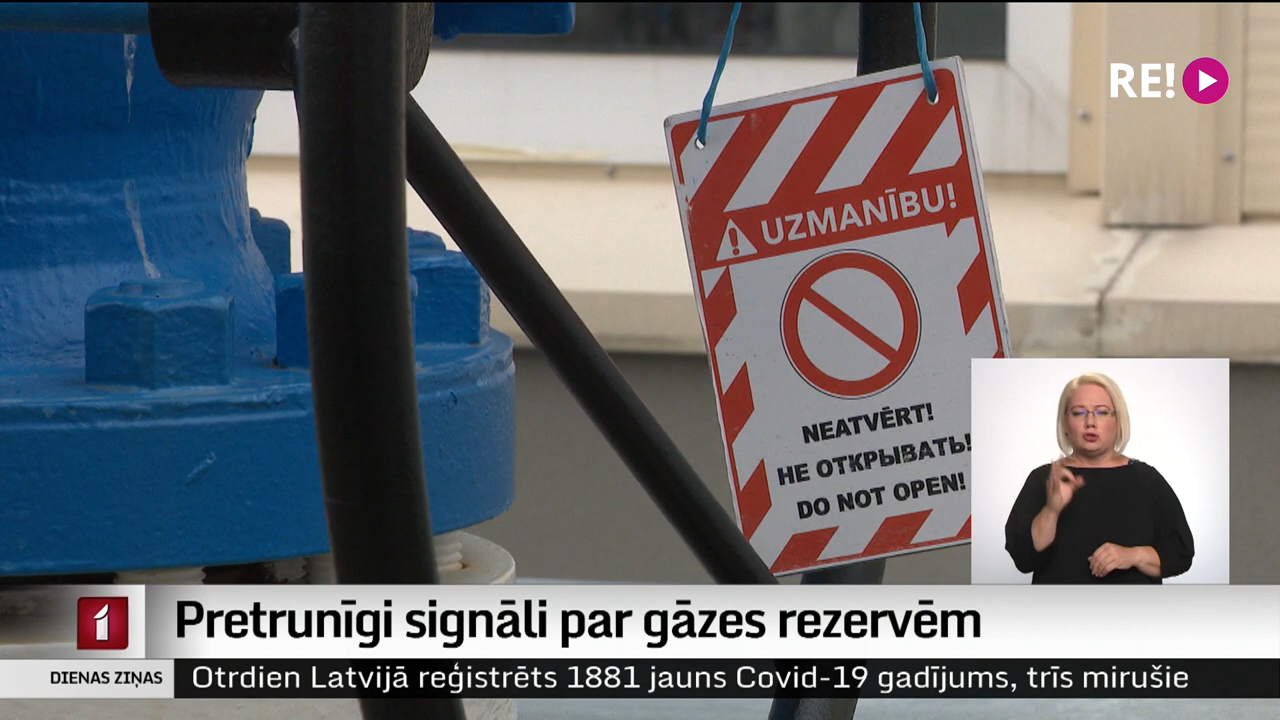 RE!
UZMANĪBU!
NEATVĒRT!
НЕ ОТКРЫВАТЬ!
DO NOT OPEN!
1
Pretrunīgi signāli par gāzes rezervēm
DIENAS ZIŅAS
Otrdien Latvijā reģistrēts 1881 jauns Covid-19 gadījums, trīs mirušie